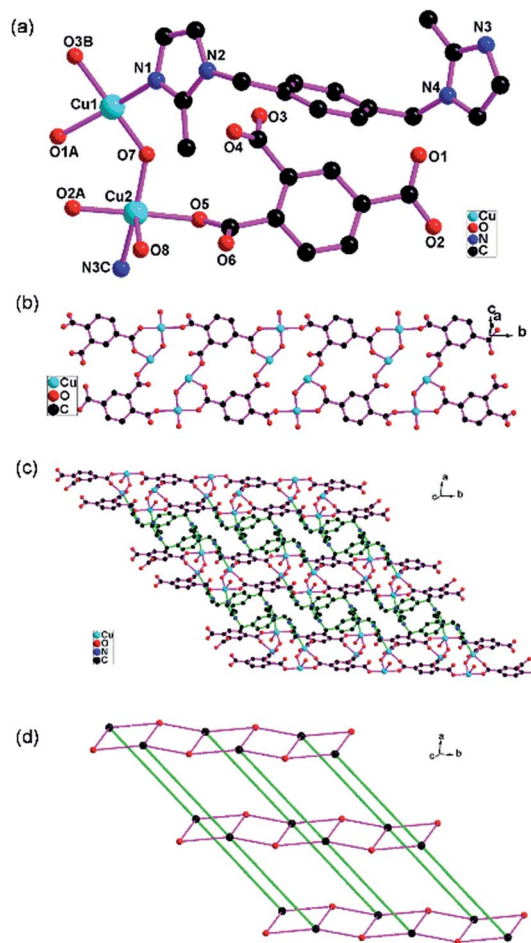 (a)
O3B
N1
N2
N3
Cu1
N4
O3
O4
O1A
O7
O1
Cu2
O2A
O5
O2
O8
O6
N3C
Cu
O
N
C
(b)
c
a
b
Cu
O
C
(c)
a
c
b
Cu
O
N
C
(d)
a
c
b